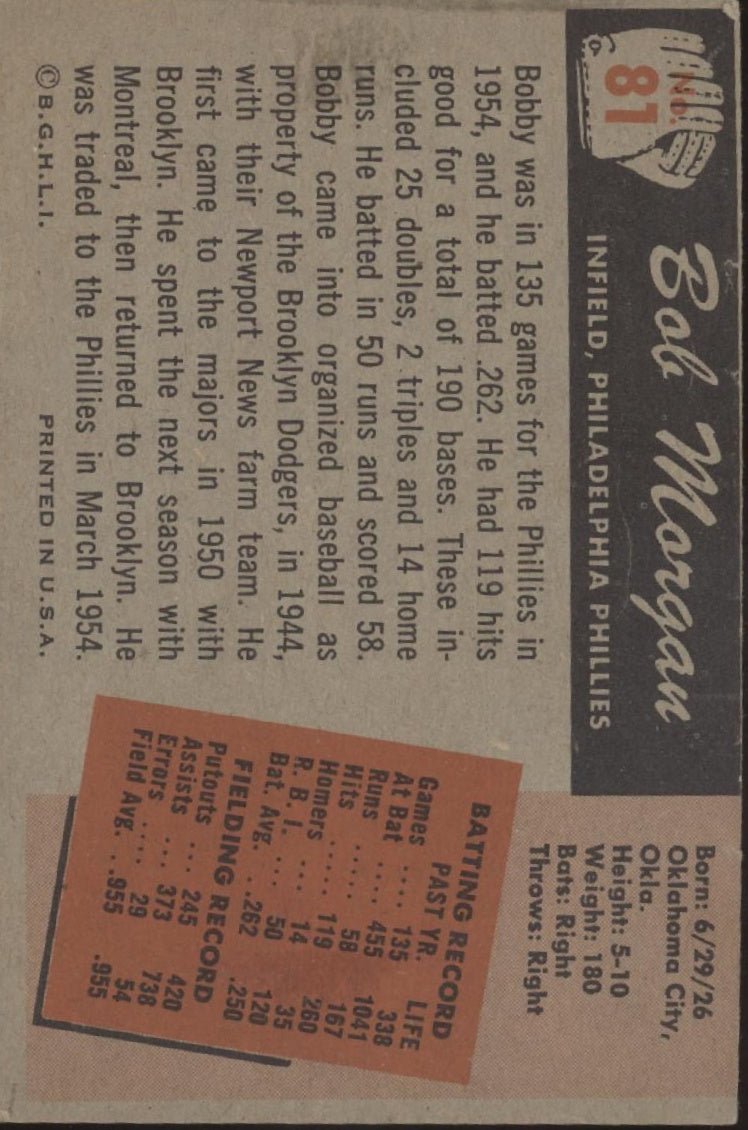 No.
81
Bob Morgan
INFIELD, PHILADELPHIA PHILLIES
Bobby was in 135 games for the Phillies in
1954, and he batted .262. He had 119 hits
good for a total of 190 bases. These in-
cluded 25 doubles, 2 triples and 14 home
runs. He batted in 50 runs and scored 58.
Bobby came into organized baseball as
property of the Brooklyn Dodgers, in 1944,
with their Newport News farm team. He
first came to the majors in 1950 with
Brooklyn. He spent the next season with
Montreal, then returned to Brooklyn. He
was traded to the Phillies in March 1954.
© B.G.H.L.I. PRINTED IN U.S.A.
Born: 6/29/26
Oklahoma City,
Okla.
Height: 5-10
Weight: 180
Bats: Right
Throws: Right
BATTING RECORD
PAST YR. LIFE
Games .... 135 338
At Bat .... 455 1041
Runs ..... 58 167
Hits ..... 119 260
Homers ... 14 35
R. B. I. ... 50 120
Bat. Avg. . .262 .250
FIELDING RECORD
Putouts ... 245 420
Assists ... 373 738
Errors .... 29 54
Field Avg. . .955 .955